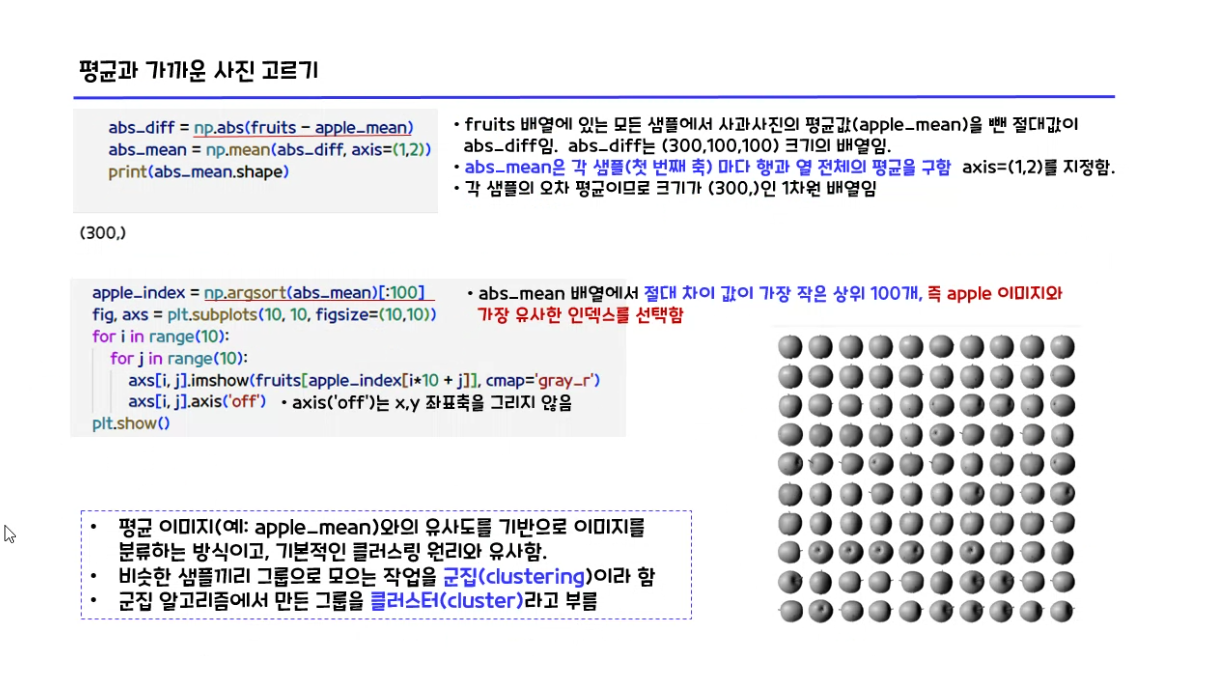 평균과 가까운 사진 고르기
abs_diff = np.abs(fruits - apple_mean)
abs_mean = np.mean(abs_diff, axis=(1,2))
print(abs_mean.shape)
• fruits 배열에 있는 모든 샘플에서 사과사진의 평균값(apple_mean)을 뺀 절대값이
abs_diff임. abs_diff는 (300,100,100) 크기의 배열임.
• abs_mean은 각 샘플(첫 번째 축) 마다 행과 열 전체의 평균을 구함 axis=(1,2)를 지정함.
• 각 샘플의 오차 평균이므로 크기가 (300,)인 1차원 배열임
(300,)
apple_index = np.argsort(abs_mean)[:100]
fig, axs = plt.subplots(10, 10, figsize=(10,10))
for i in range(10):
for j in range(10):
axs[i, j].imshow(fruits[apple_index[i*10 + j]], cmap='gray_r')
axs[i, j].axis('off') • axis('off')는 x,y 좌표축을 그리지 않음
plt.show()
• abs_mean 배열에서 절대 차이 값이 가장 작은 상위 100개, 즉 apple 이미지와
가장 유사한 인덱스를 선택함
• 평균 이미지(예: apple_mean)와의 유사도를 기반으로 이미지를
분류하는 방식이고, 기본적인 클러스링 원리와 유사함.
• 비슷한 샘플끼리 그룹으로 모으는 작업을 군집(clustering)이라 함
• 군집 알고리즘에서 만든 그룹을 클러스터(cluster)라고 부름